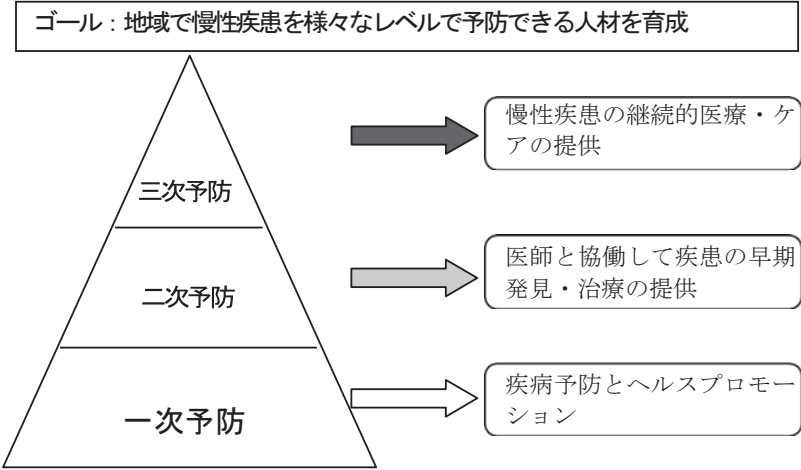 ゴール：地域で慢性疾患を様々なレベルで予防できる人材を育成
慢性疾患の継続的医療・ケ
アの提供
三次予防
医師と協働して疾患の早期
発見・治療の提供
二次予防
疾病予防とヘルスプロモー
ション
一次予防